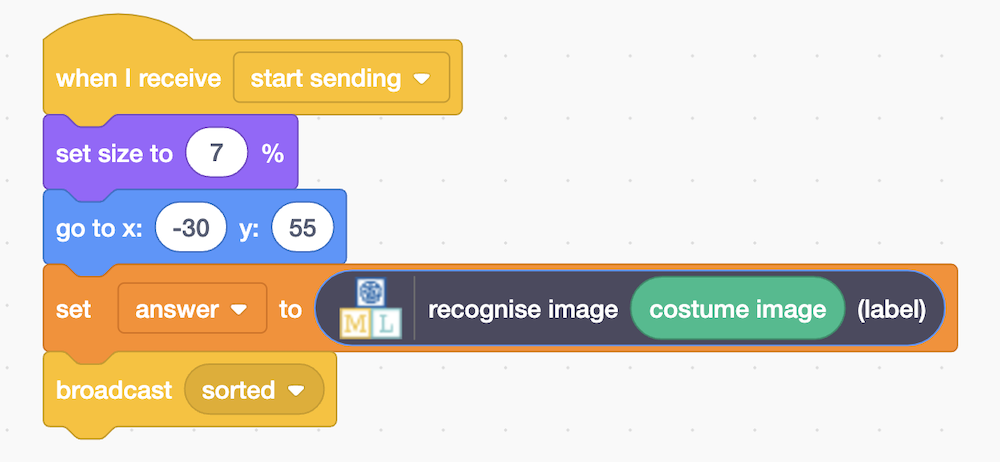 when I receive start sending
set size to 7 %
go to x: -30 y: 55
set answer to ML recognise image costume image (label)
broadcast sorted